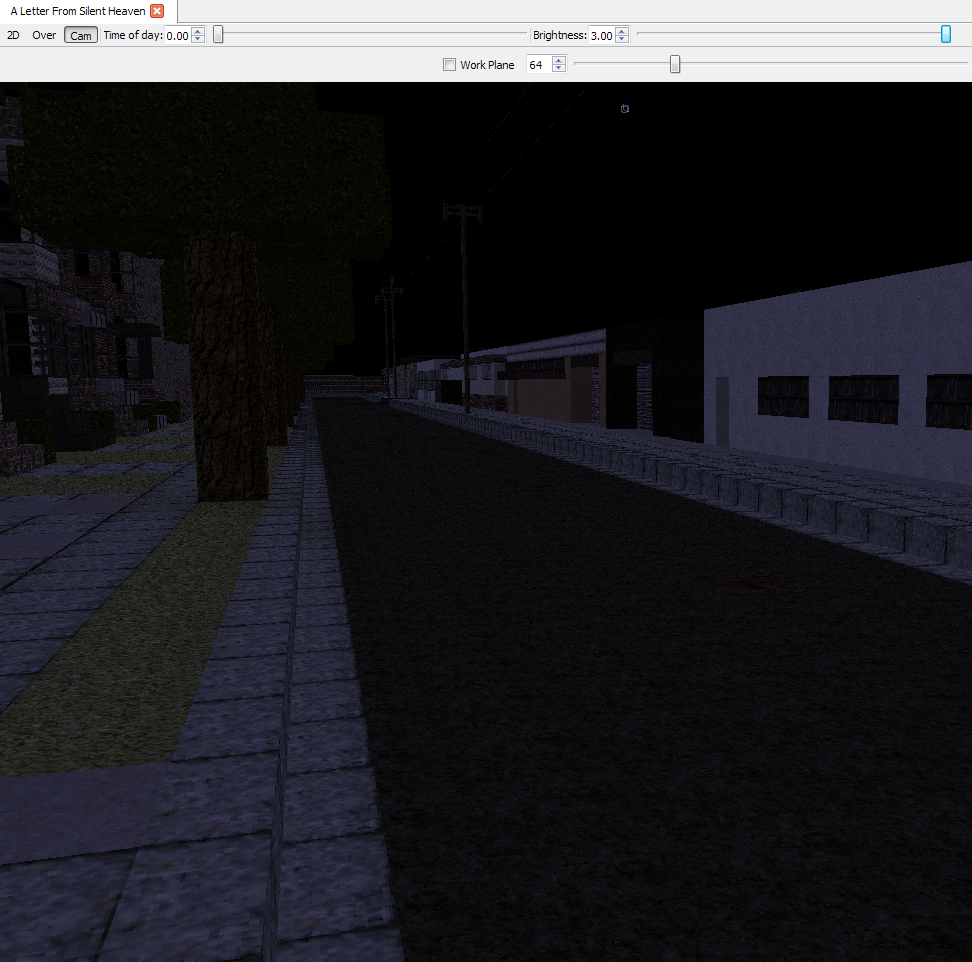 A Letter From Silent Heaven
2D Over Cam Time of day: 0.00 Brightness: 3.00
Work Plane 64